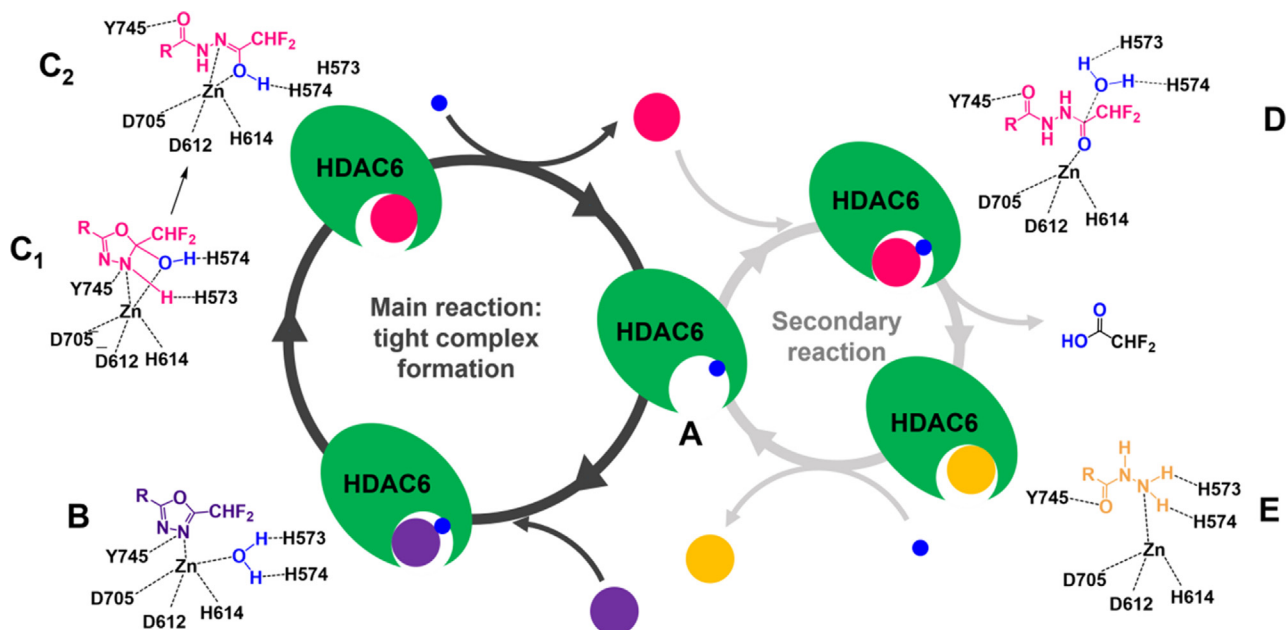 C2
Y745
O
R
N
H
N
CHF2
O
H
H573
H574
Zn
D705
D612
H614
HDAC6
C1
R
O
CHF2
N
N
O
H
H574
Y745
H
H573
Zn
D705
D612
H614
Main reaction:
tight complex
formation
HDAC6
A
B
R
O
CHF2
N
N
Y745
Zn
O
H
H
H573
H574
D705
D612
H614
HDAC6
Secondary
reaction
HDAC6
D
H573
H
O
H
H574
Y745
O
H
N
N
H
R
CHF2
O
Zn
D705
D612
H614
O
HO
CHF2
HDAC6
E
H
N
R
N
H
H
H573
H574
Y745
O
Zn
D705
D612
H614